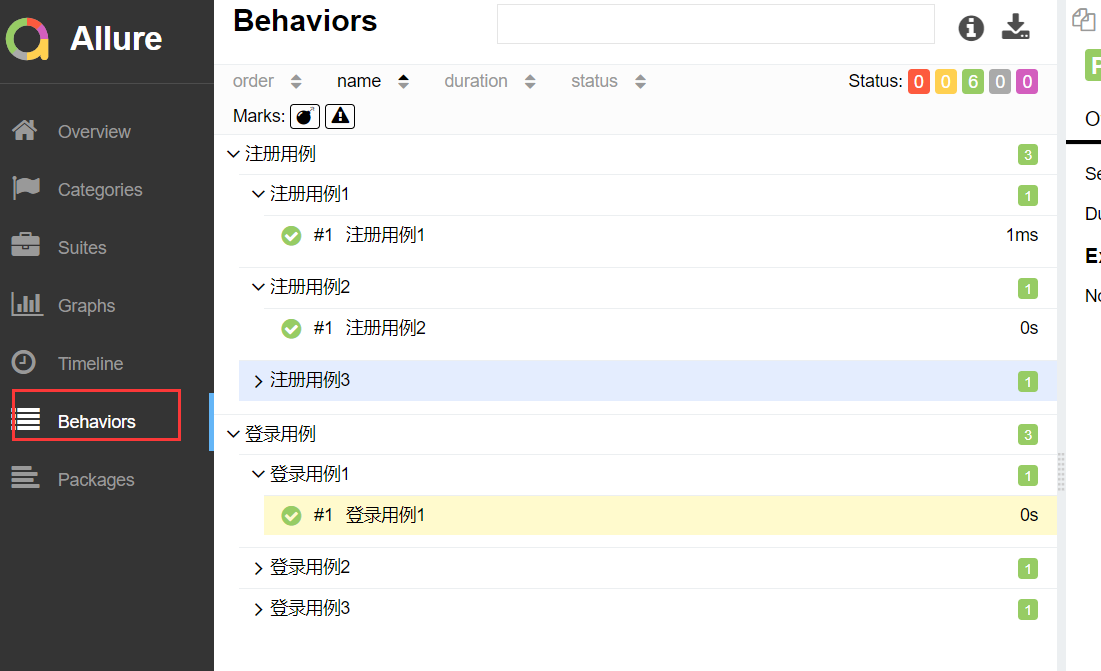 Allure
Overview
Categories
Suites
Graphs
Timeline
Behaviors
Packages
Behaviors
order name duration status Status: 0 0 6 0 0
Marks:
注册用例 3
注册用例1 1
#1 注册用例1 1ms
注册用例2 1
#1 注册用例2 0s
注册用例3 1
登录用例 3
登录用例1 1
#1 登录用例1 0s
登录用例2 1
登录用例3 1